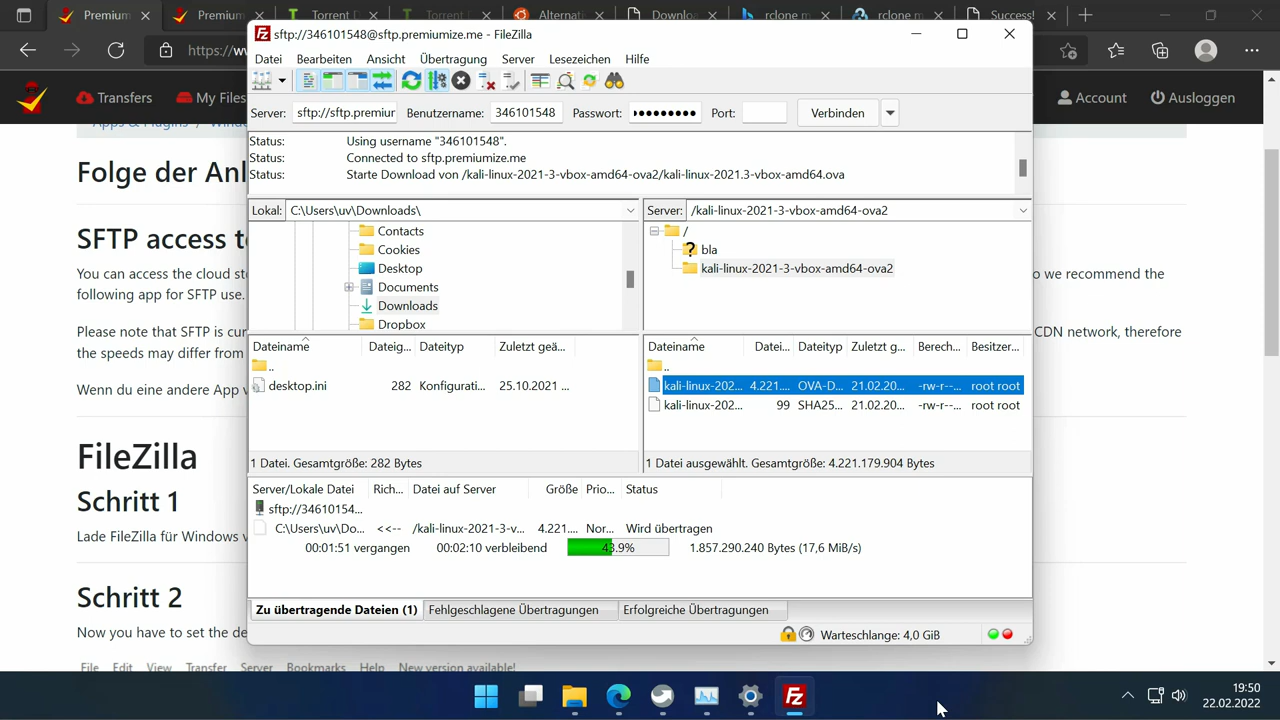 Premium
Premium
Torrent
Torrent
Alternati
Downloa
rclone m
rclone m
Success!
https://w
Transfers
My Files
Account
Ausloggen
Apps & Plugins
Folge der Anl
SFTP access to
You can access the cloud st
o we recommend the
following app for SFTP use.
Please note that SFTP is cur
CDN network, therefore
the speeds may differ from
Wenn du eine andere App v
FileZilla
Schritt 1
Lade FileZilla für Windows v
Schritt 2
Now you have to set the de
File Edit View Transfer Server Bookmarks Help New version available!
sftp://346101548@sftp.premiumize.me - FileZilla
Datei Bearbeiten Ansicht Übertragung Server Lesezeichen Hilfe
Server: sftp://sftp.premiur Benutzername: 346101548 Passwort: ●●●●●●●●● Port: Verbinden
Status: Using username "346101548".
Status: Connected to sftp.premiumize.me
Status: Starte Download von /kali-linux-2021-3-vbox-amd64-ova2/kali-linux-2021.3-vbox-amd64.ova
Lokal: C:\Users\uv\Downloads\
Contacts
Cookies
Desktop
Documents
Downloads
Dropbox
Server: /kali-linux-2021-3-vbox-amd64-ova2
/
? bla
kali-linux-2021-3-vbox-amd64-ova2
Dateiname Dateig... Dateityp Zuletzt geä...
..
desktop.ini 282 Konfigurati... 25.10.2021 ...
1 Datei. Gesamtgröße: 282 Bytes
Dateiname Datei... Dateityp Zuletzt g... Berech... Besitzer...
..
kali-linux-202... 4.221.... OVA-D... 21.02.20... -rw-r--... root root
kali-linux-202... 99 SHA25... 21.02.20... -rw-r--... root root
1 Datei ausgewählt. Gesamtgröße: 4.221.179.904 Bytes
Server/Lokale Datei Rich... Datei auf Server Größe Prio... Status
sftp://34610154...
C:\Users\uv\Do... <<-- /kali-linux-2021-3-v... 4.221.... Nor... Wird übertragen
00:01:51 vergangen 00:02:10 verbleibend 43.9% 1.857.290.240 Bytes (17,6 MiB/s)
Zu übertragende Dateien (1) Fehlgeschlagene Übertragungen Erfolgreiche Übertragungen
Warteschlange: 4,0 GiB
Fz
19:50
22.02.2022